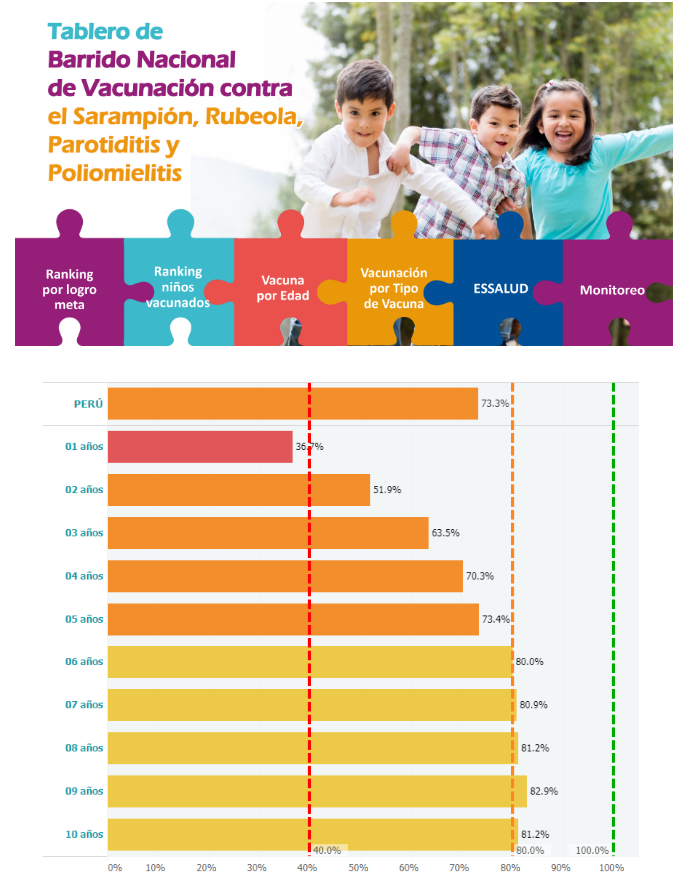 Tablero de
Barrido Nacional
de Vacunación contra
el Sarampión, Rubeola,
Parotiditis y
Poliomielitis
Ranking
por logro
meta
Ranking
niños
vacunados
Vacuna
por Edad
Vacunación
por Tipo
de Vacuna
ESSALUD
Monitoreo
PERÚ 73.3%
01 años 36.7%
02 años 51.9%
03 años 63.5%
04 años 70.3%
05 años 73.4%
06 años 80.0%
07 años 80.9%
08 años 81.2%
09 años 82.9%
10 años 81.2%
40.0% 80.0% 100.0%
0% 10% 20% 30% 40% 50% 60% 70% 80% 90% 100%